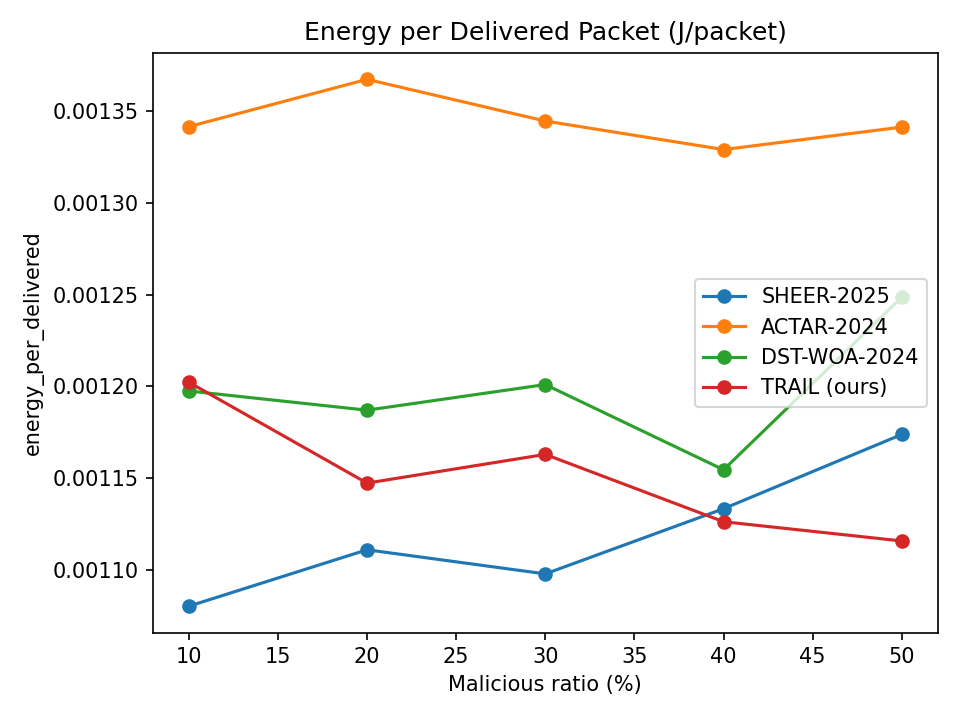 Energy per Delivered Packet (J/packet)
energy_per_delivered
0.00135
0.00130
0.00125
0.00120
0.00115
0.00110
SHEER-2025
ACTAR-2024
DST-WOA-2024
TRAIL (ours)
10 15 20 25 30 35 40 45 50
Malicious ratio (%)